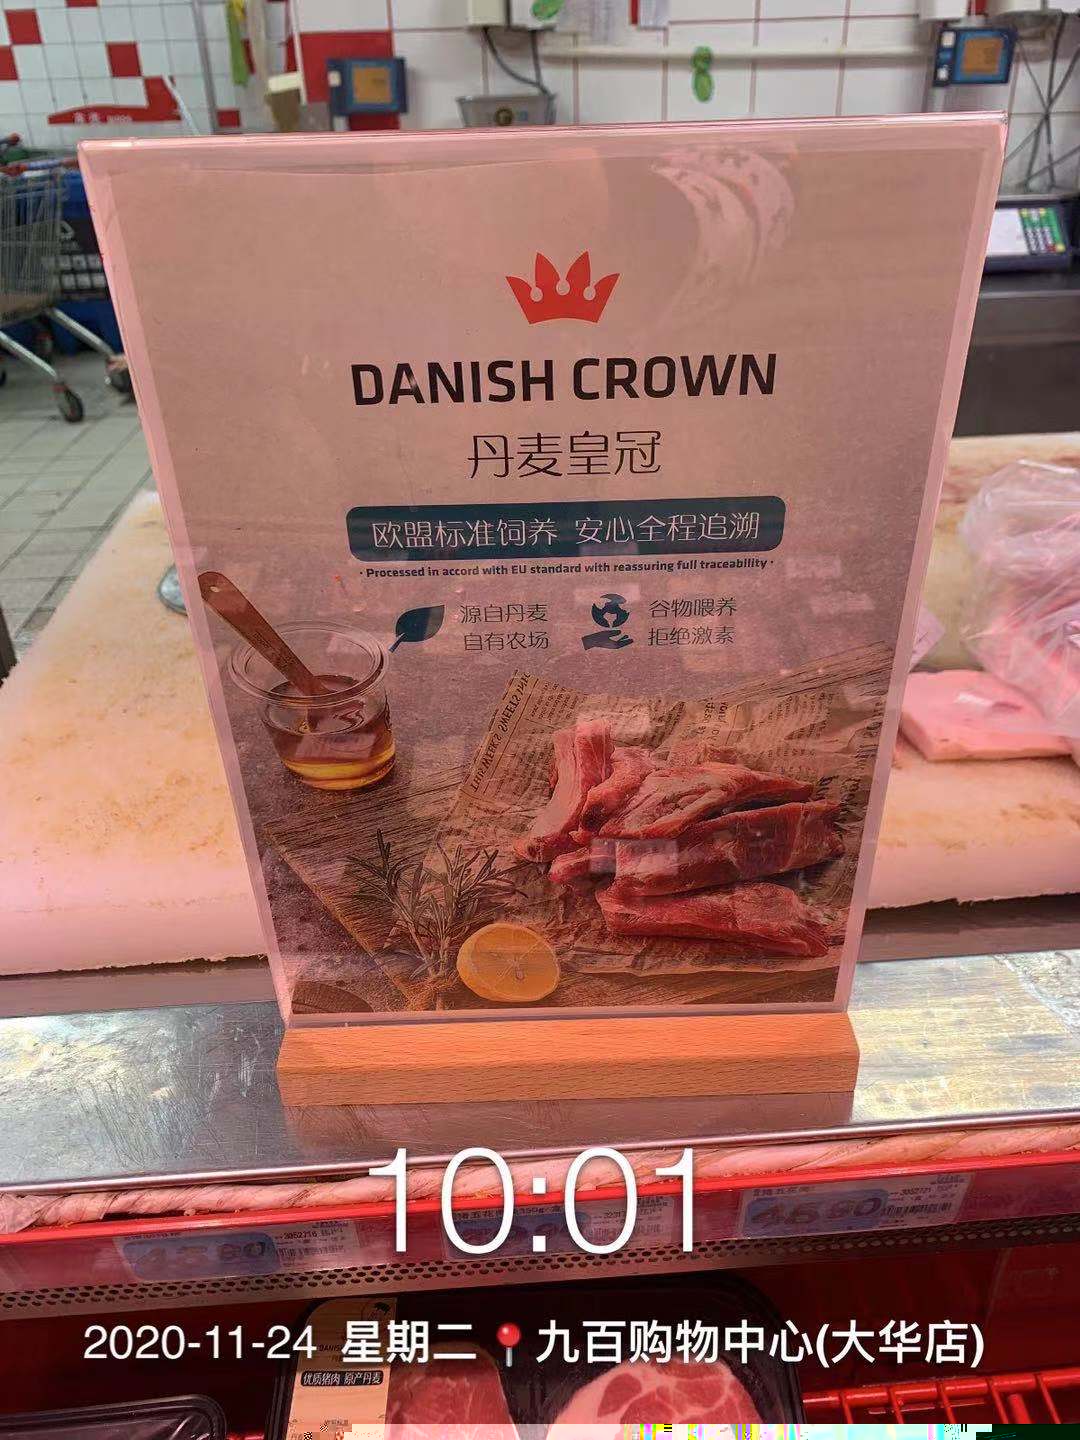 DANISH CROWN
丹麦皇冠
欧盟标准饲养 安心全程追溯
· Processed in accord with EU standard with reassuring full traceability ·
源自丹麦
自有农场
谷物喂养
拒绝激素
10:01
2020-11-24 星期二 九百购物中心(大华店)
优质猪肉 原产丹麦